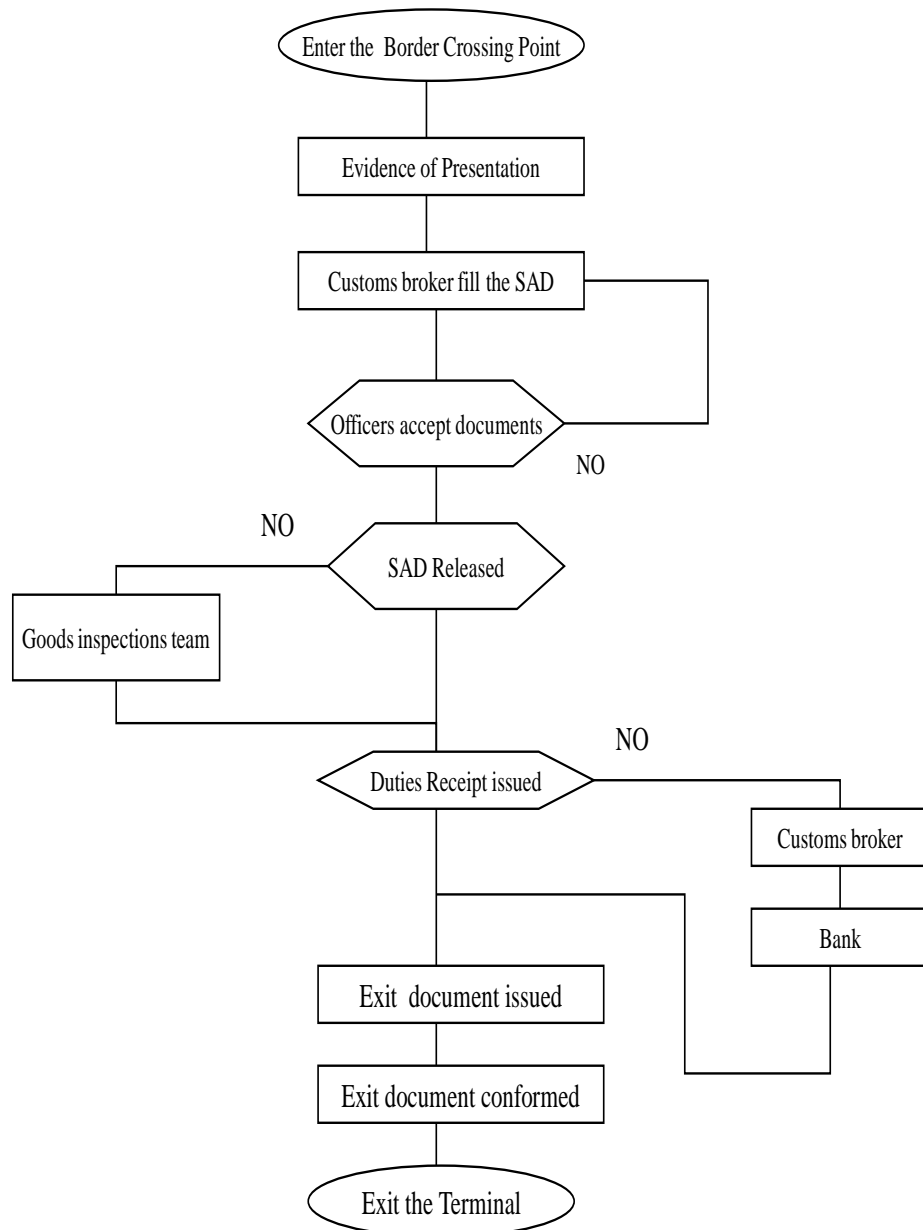 Enter the Border Crossing Point
Evidence of Presentation
Customs broker fill the SAD
Officers accept documents
NO
NO
SAD Released
Goods inspections team
NO
Duties Receipt issued
Customs broker
Bank
Exit document issued
Exit document conformed
Exit the Terminal